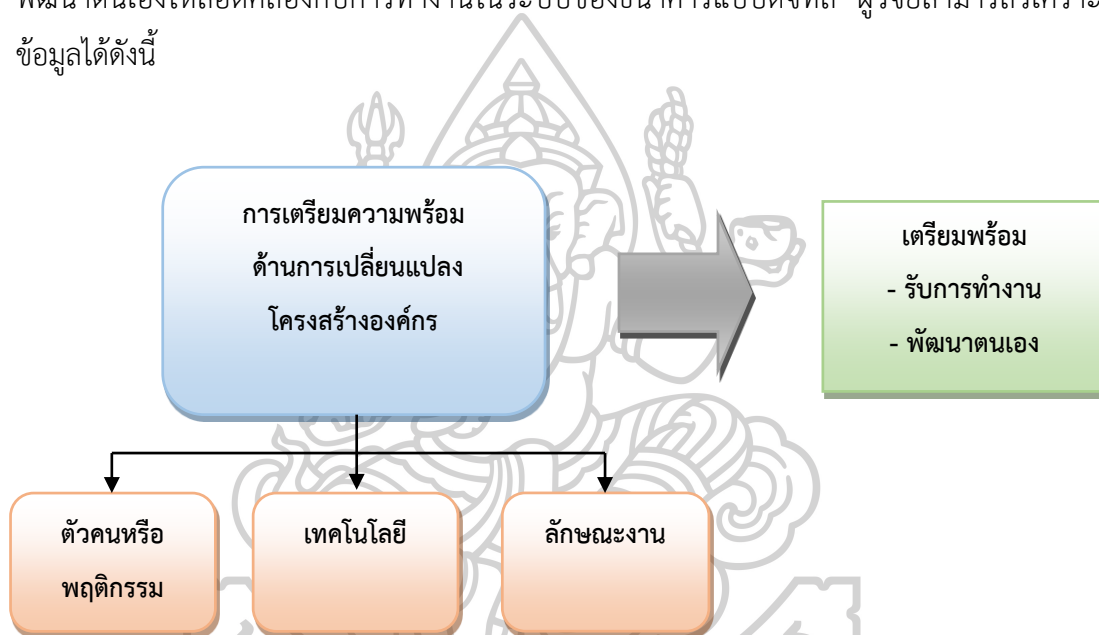 ข้อมูลได้ดังนี้
การเตรียมความพร้อม
ด้านการเปลี่ยนแปลง
โครงสร้างองค์กร
เตรียมพร้อม
- รับการทำงาน
- พัฒนาตนเอง
ตัวคนหรือ
พฤติกรรม
เทคโนโลยี
ลักษณะงาน